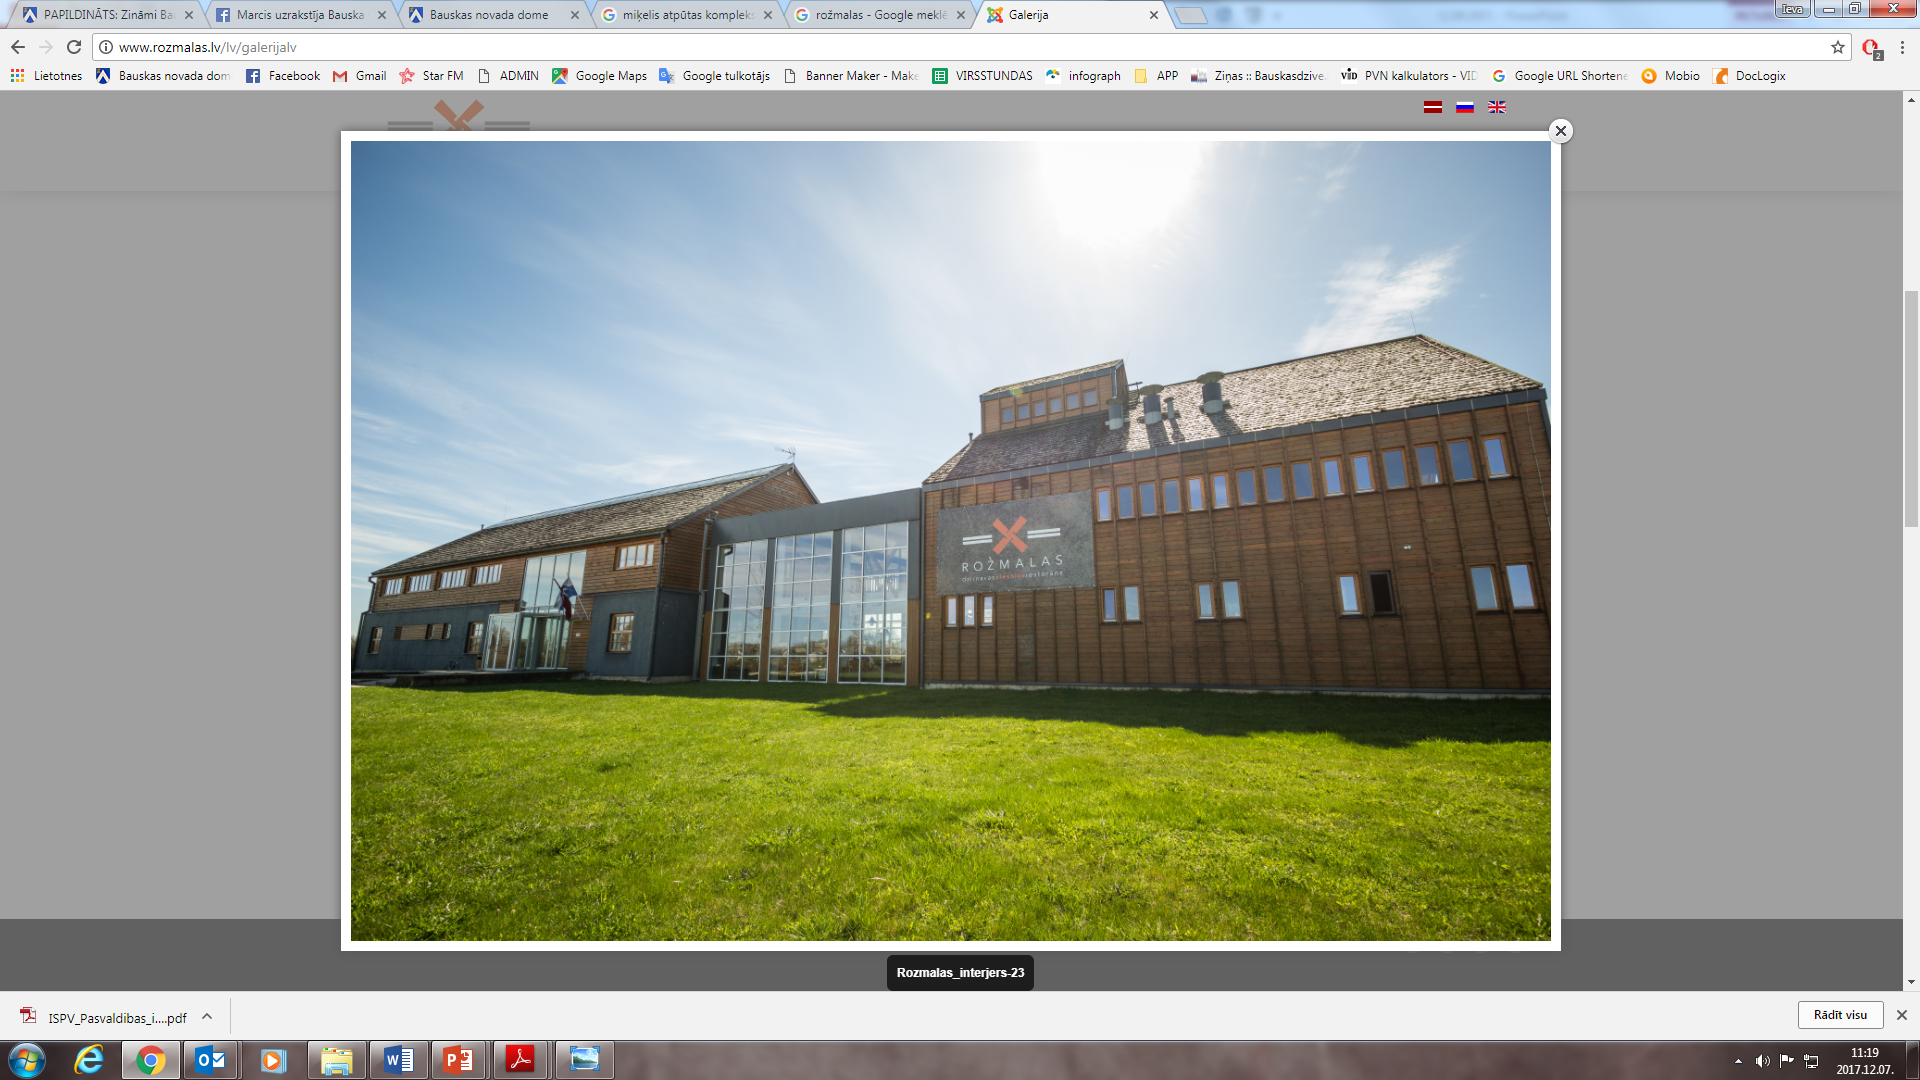 PAPILDINĀTS: Zināmi Ba
Marcis uzrakstīja Bauska
Bauskas novada dome
miķelis atpūtas kompleks
rožmalas - Google meklē
Galerija
Ieva
www.rozmalas.lv/lv/galerijalv
2
Lietotnes
Bauskas novada dom
Facebook
Gmail
Star FM
ADMIN
Google Maps
Google tulkotājs
Banner Maker - Make
VIRSSTUNDAS
infograph
APP
Ziņas :: Bauskasdzive.
VID
PVN kalkulators - VID
Google URL Shortene
Mobio
DocLogix
ROŽMALAS
Rozmalas_interjers-23
ISPV_Pasvaldibas_i....pdf
Rādīt visu
11:19
2017.12.07.